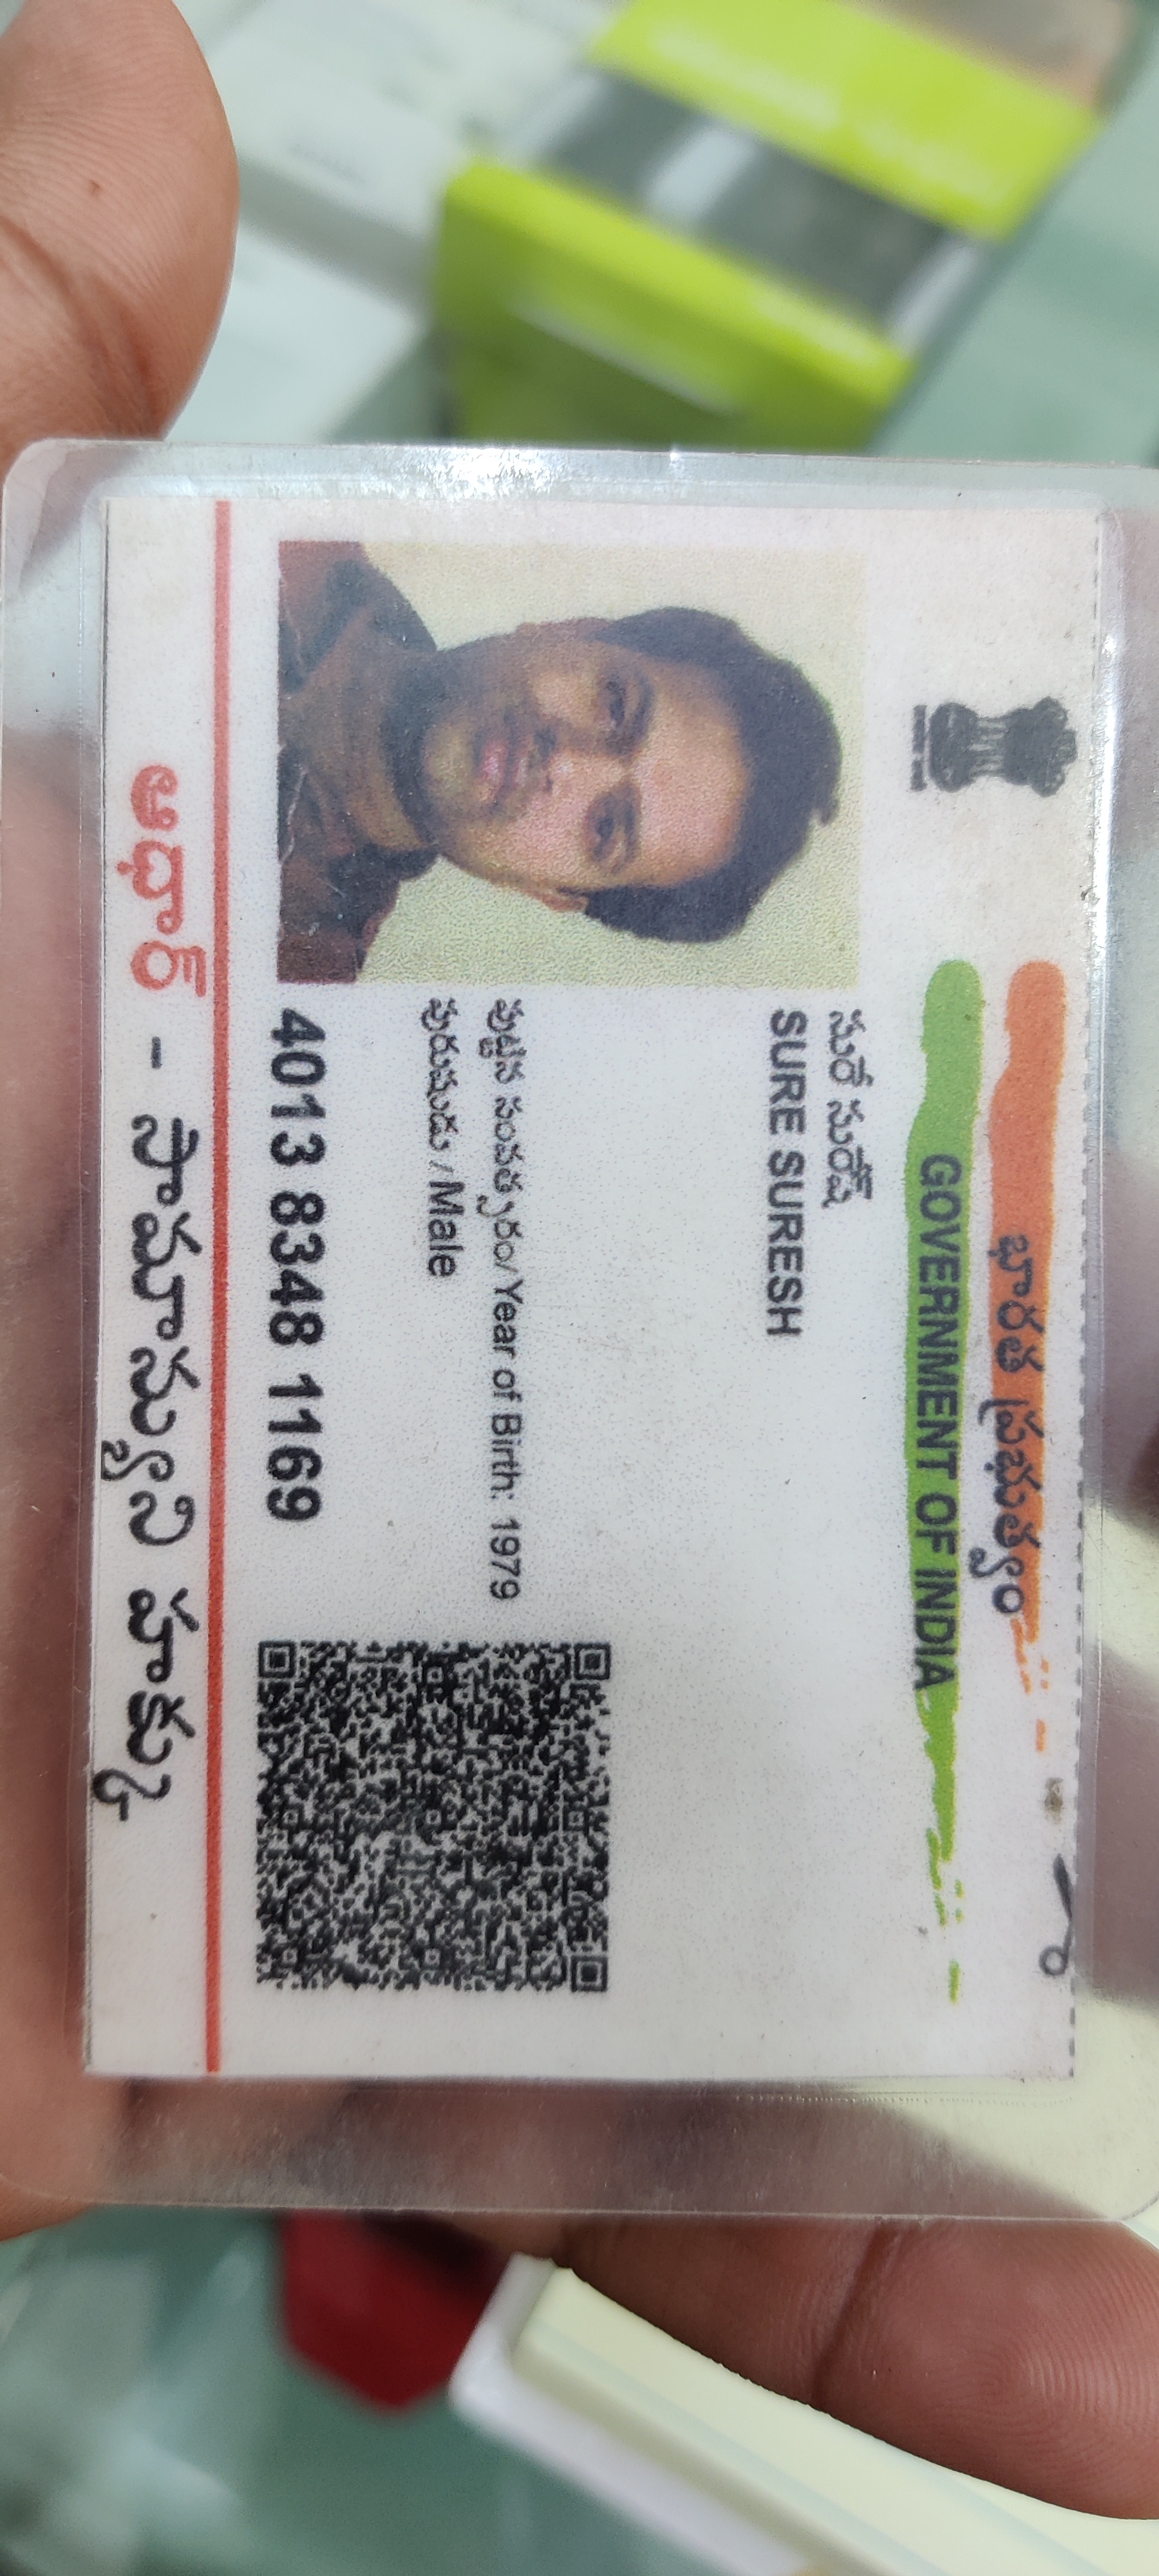 భారత ప్రభుత్వం
GOVERNMENT OF INDIA
సురే సురేష్
SURE SURESH
పుట్టిన సంవత్సరం/Year of Birth: 1979
పురుషుడు / Male
4013 8348 1169
ఆధార్ - సామాన్యుని హక్కు